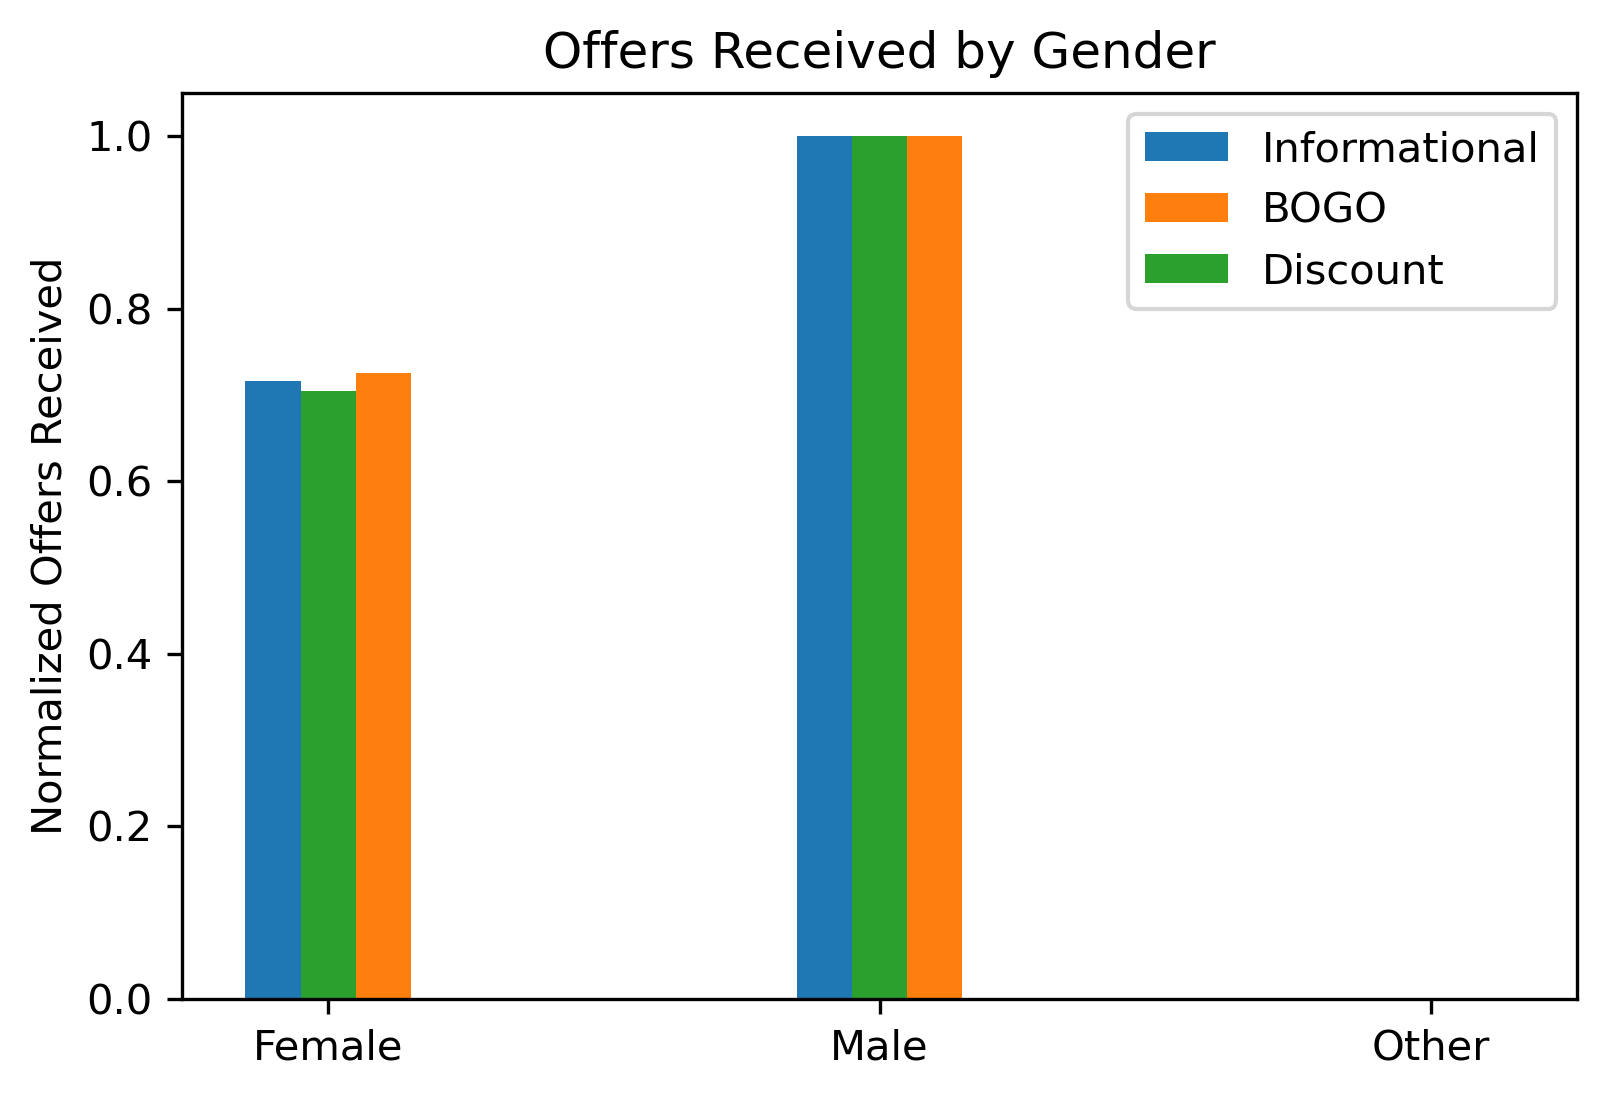 Offers Received by Gender
Normalized Offers Received
1.0
0.8
0.6
0.4
0.2
0.0
Informational
BOGO
Discount
Female
Male
Other